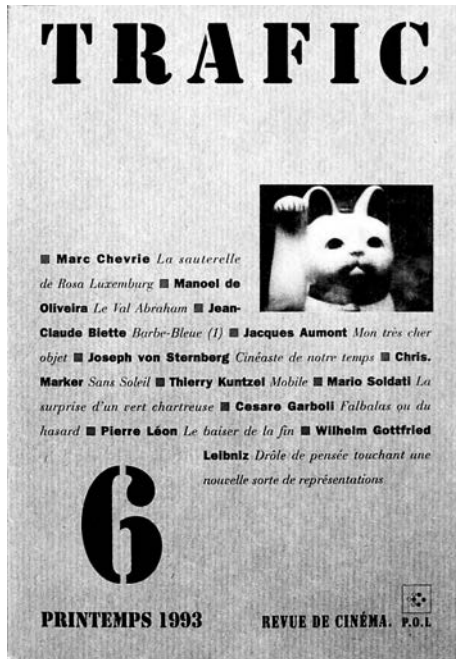 TRAFIC
■ Marc Chevrie La sauterelle
de Rosa Luxemburg ■ Manoel de
Oliveira Le Val Abraham ■ Jean-
Claude Biette Barbe-Bleue (I) ■ Jacques Aumont Mon très cher
objet ■ Joseph von Sternberg Cinéaste de notre temps ■ Chris.
Marker Sans Soleil ■ Thierry Kuntzel Mobile ■ Mario Soldati La
surprise d'un vert chartreuse ■ Cesare Garboli Falbalas ou du
hasard ■ Pierre Léon Le baiser de la fin ■ Wilhelm Gottfried
Leibniz Drôle de pensée touchant une
nouvelle sorte de représentations
6
PRINTEMPS 1993
REVUE DE CINÉMA. P.O.L